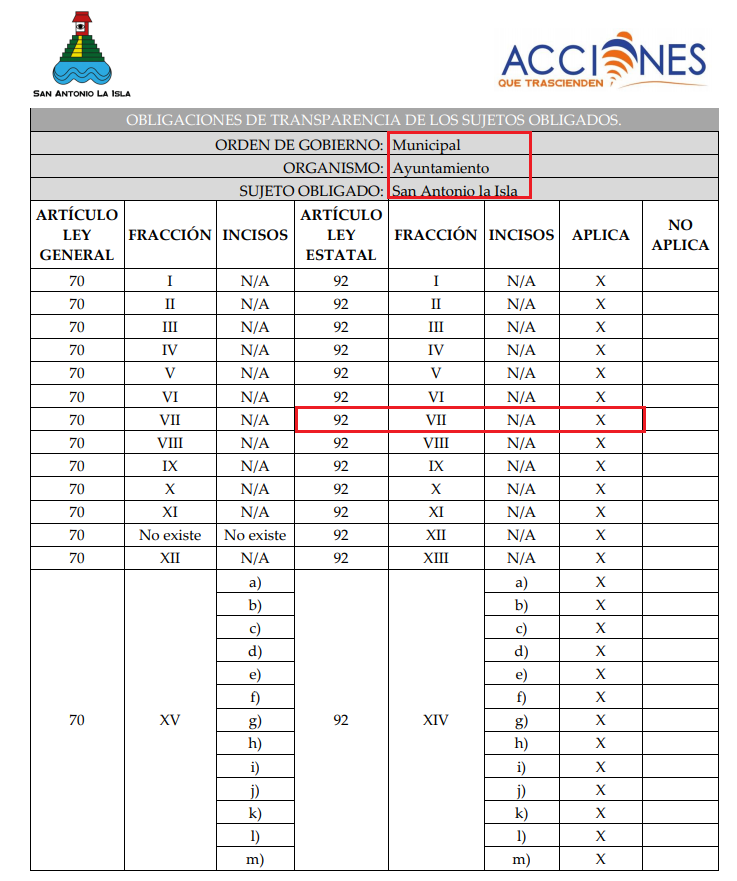 SAN ANTONIO LA ISLA
ACCIONES
QUE TRASCIENDEN
OBLIGACIONES DE TRANSPARENCIA DE LOS SUJETOS OBLIGADOS.
ORDEN DE GOBIERNO: Municipal
ORGANISMO: Ayuntamiento
SUJETO OBLIGADO: San Antonio la Isla
ARTÍCULO LEY GENERAL FRACCIÓN INCISOS ARTÍCULO LEY ESTATAL FRACCIÓN INCISOS APLICA NO APLICA
70 I N/A 92 I N/A X
70 II N/A 92 II N/A X
70 III N/A 92 III N/A X
70 IV N/A 92 IV N/A X
70 V N/A 92 V N/A X
70 VI N/A 92 VI N/A X
70 VII N/A 92 VII N/A X
70 VIII N/A 92 VIII N/A X
70 IX N/A 92 IX N/A X
70 X N/A 92 X N/A X
70 XI N/A 92 XI N/A X
70 No existe No existe 92 XII N/A X
70 XII N/A 92 XIII N/A X
a) a) X
b) b) X
c) c) X
d) d) X
e) e) X
f) f) X
70 XV g) 92 XIV g) X
h) h) X
i) i) X
j) j) X
k) k) X
l) l) X
m) m) X